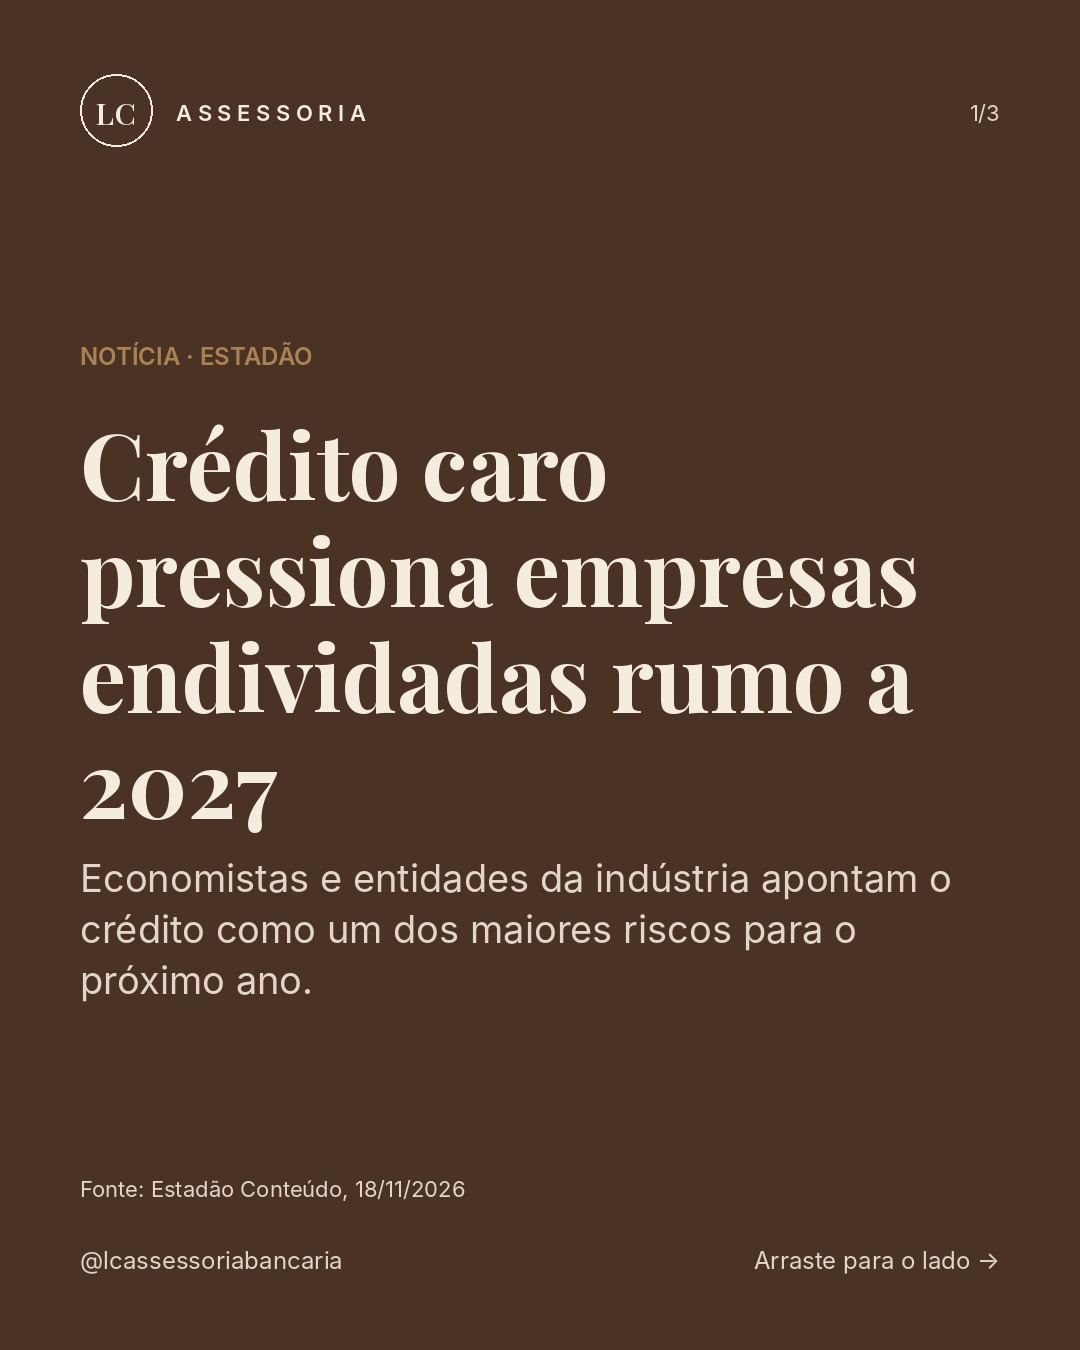 LC ASSESSORIA
1/3
NOTÍCIA · ESTADÃO
Crédito caro
pressiona empresas
endividadas rumo a
2027
Economistas e entidades da indústria apontam o
crédito como um dos maiores riscos para o
próximo ano.
Fonte: Estadão Conteúdo, 18/11/2026
@lcassessoriabancaria
Arraste para o lado →